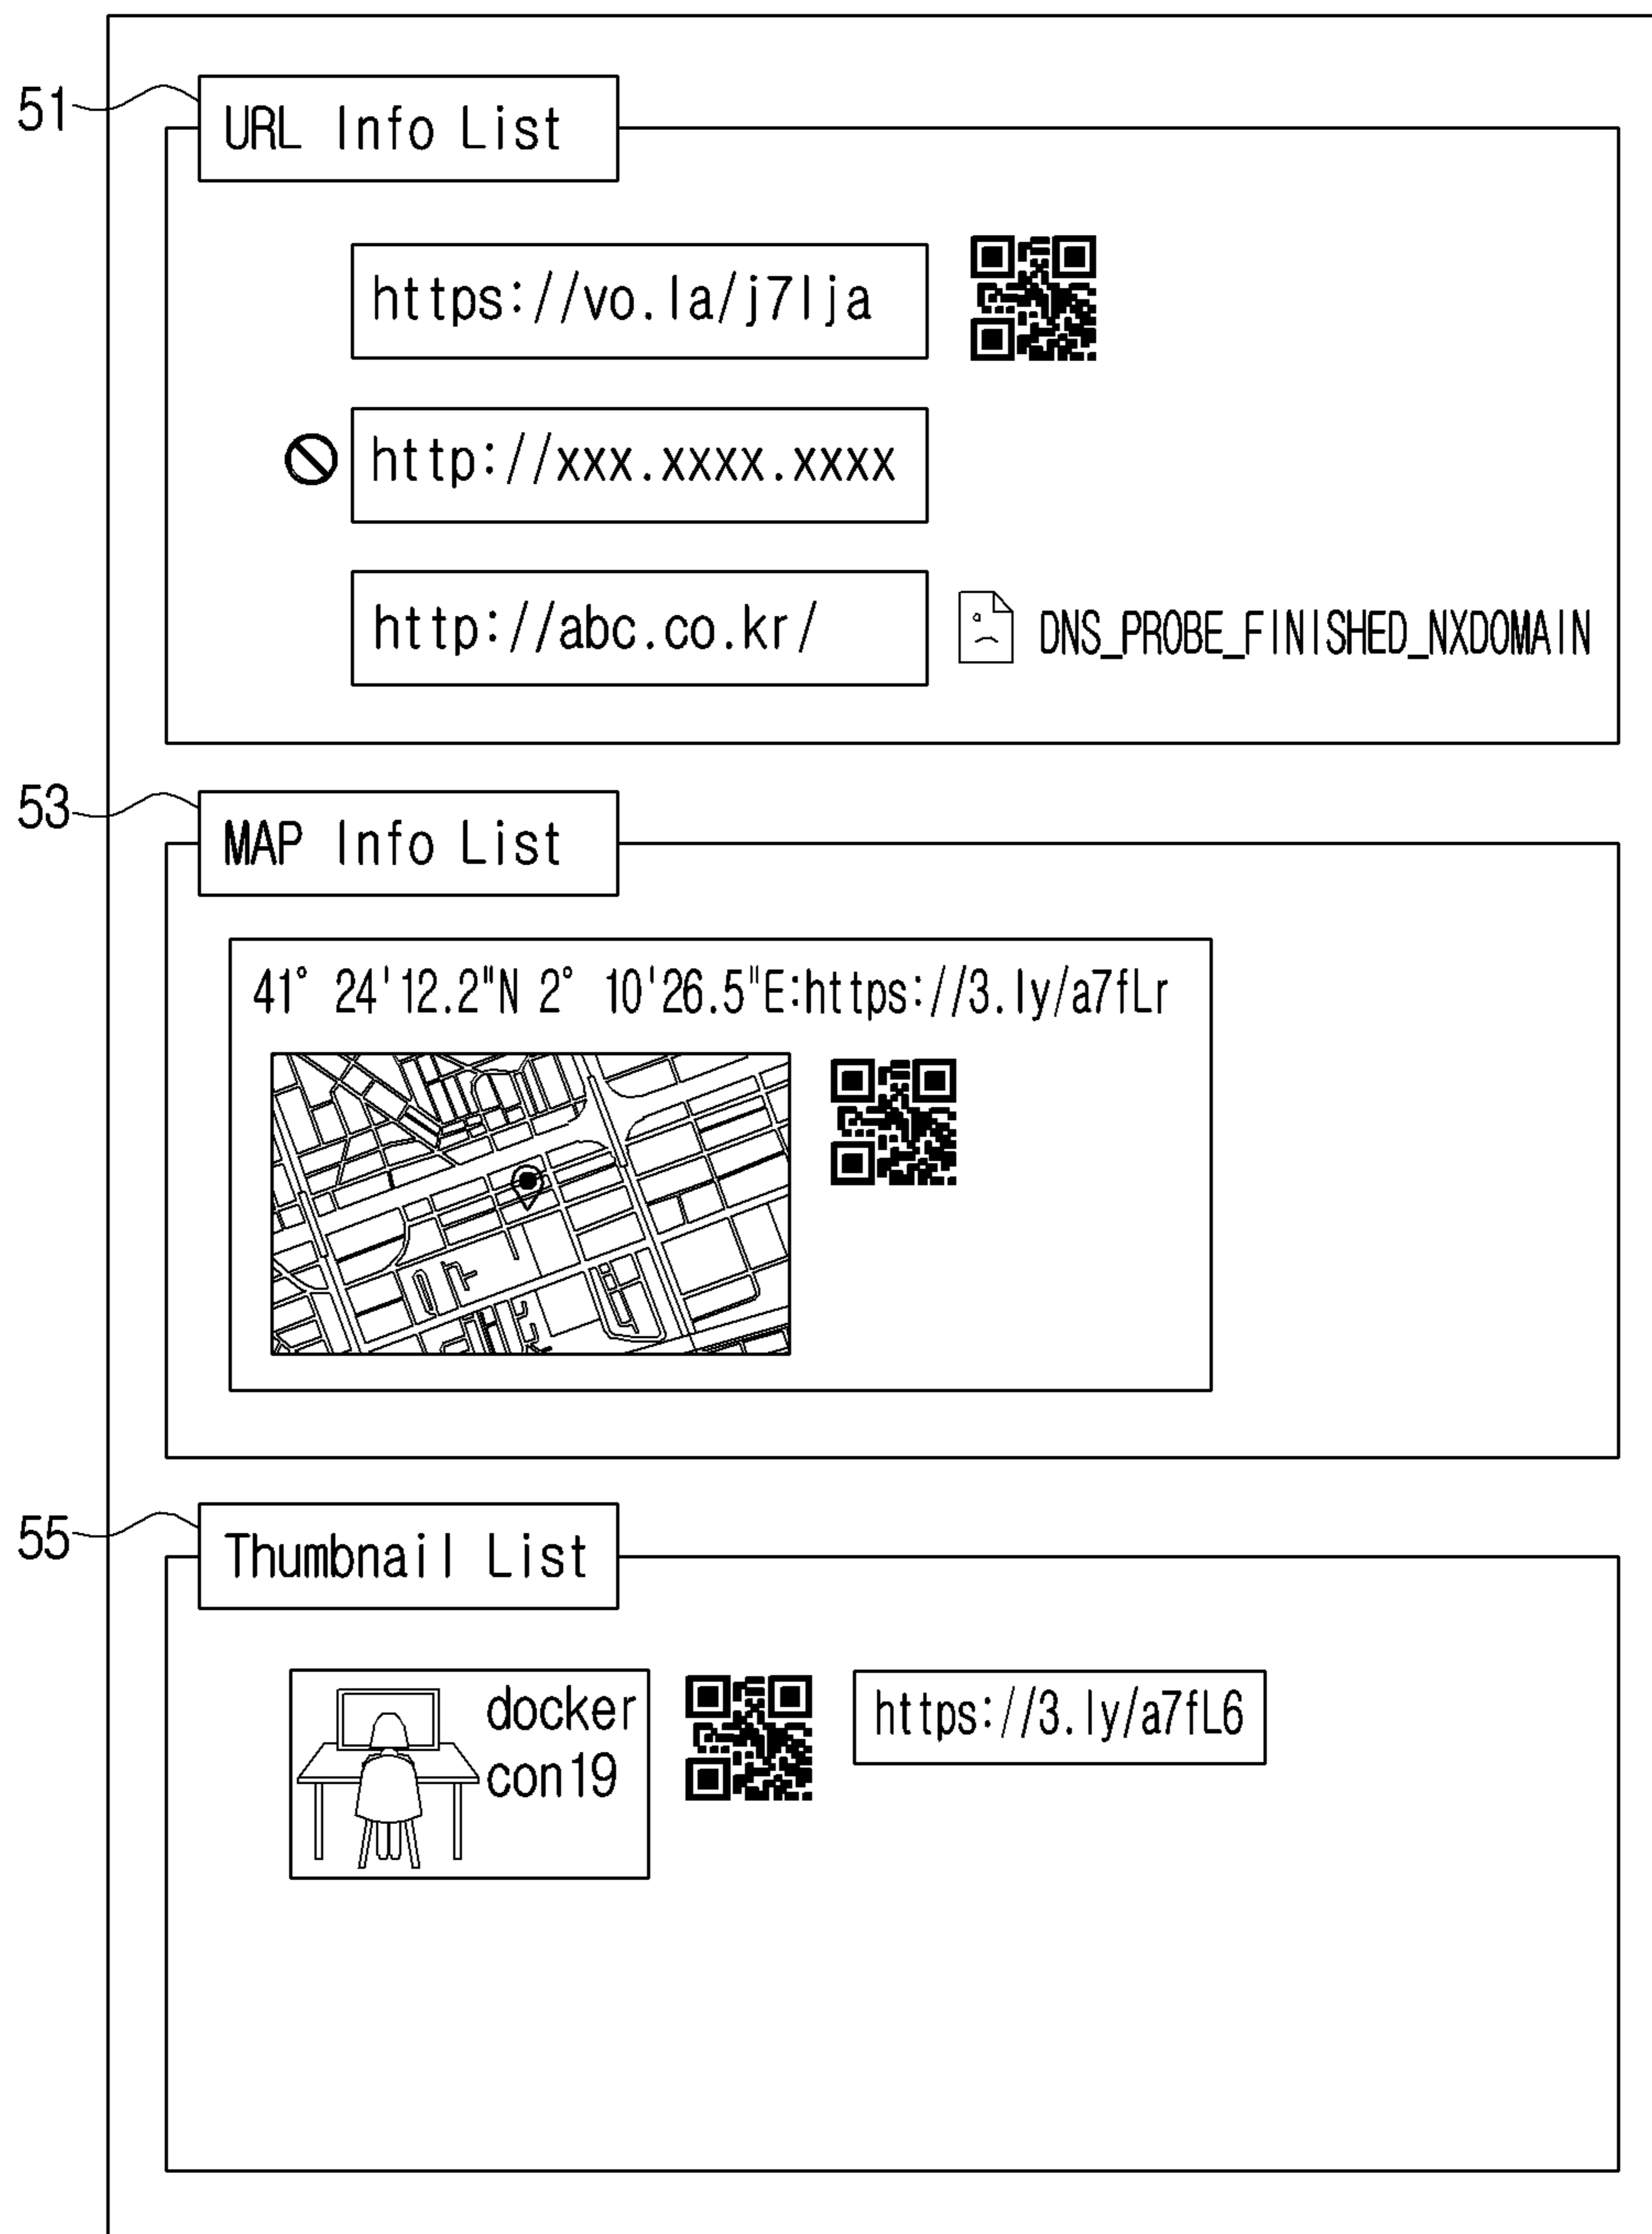 51
URL Info List
https://vo.la/j7lja
http://xxx.xxxx.xxxx
http://abc.co.kr/
DNS_PROBE_FINISHED_NXDOMAIN
53
MAP Info List
41° 24'12.2"N 2° 10'26.5"E:https://3.ly/a7fLr
55
Thumbnail List
docker
con19
https://3.ly/a7fL6